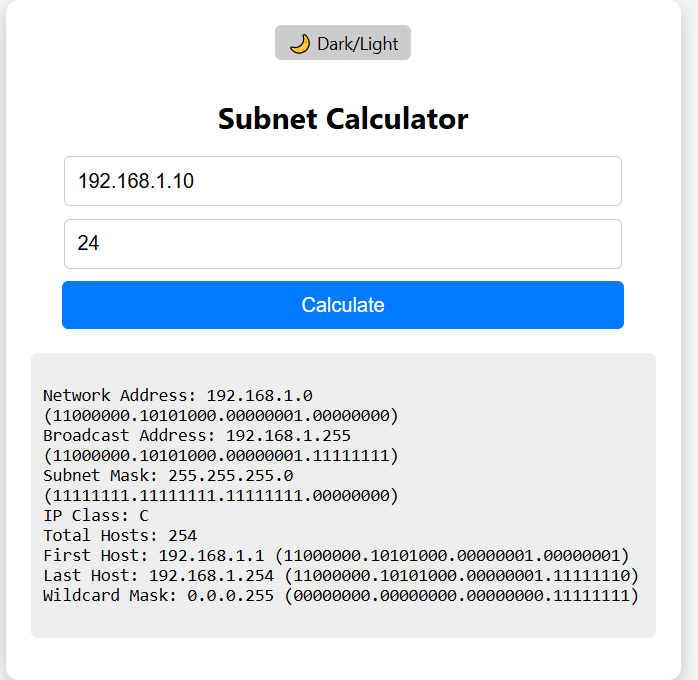 🌙 Dark/Light
Subnet Calculator
192.168.1.10
24
Calculate
Network Address: 192.168.1.0
(11000000.10101000.00000001.00000000)
Broadcast Address: 192.168.1.255
(11000000.10101000.00000001.11111111)
Subnet Mask: 255.255.255.0
(11111111.11111111.11111111.00000000)
IP Class: C
Total Hosts: 254
First Host: 192.168.1.1 (11000000.10101000.00000001.00000001)
Last Host: 192.168.1.254 (11000000.10101000.00000001.11111110)
Wildcard Mask: 0.0.0.255 (00000000.00000000.00000000.11111111)